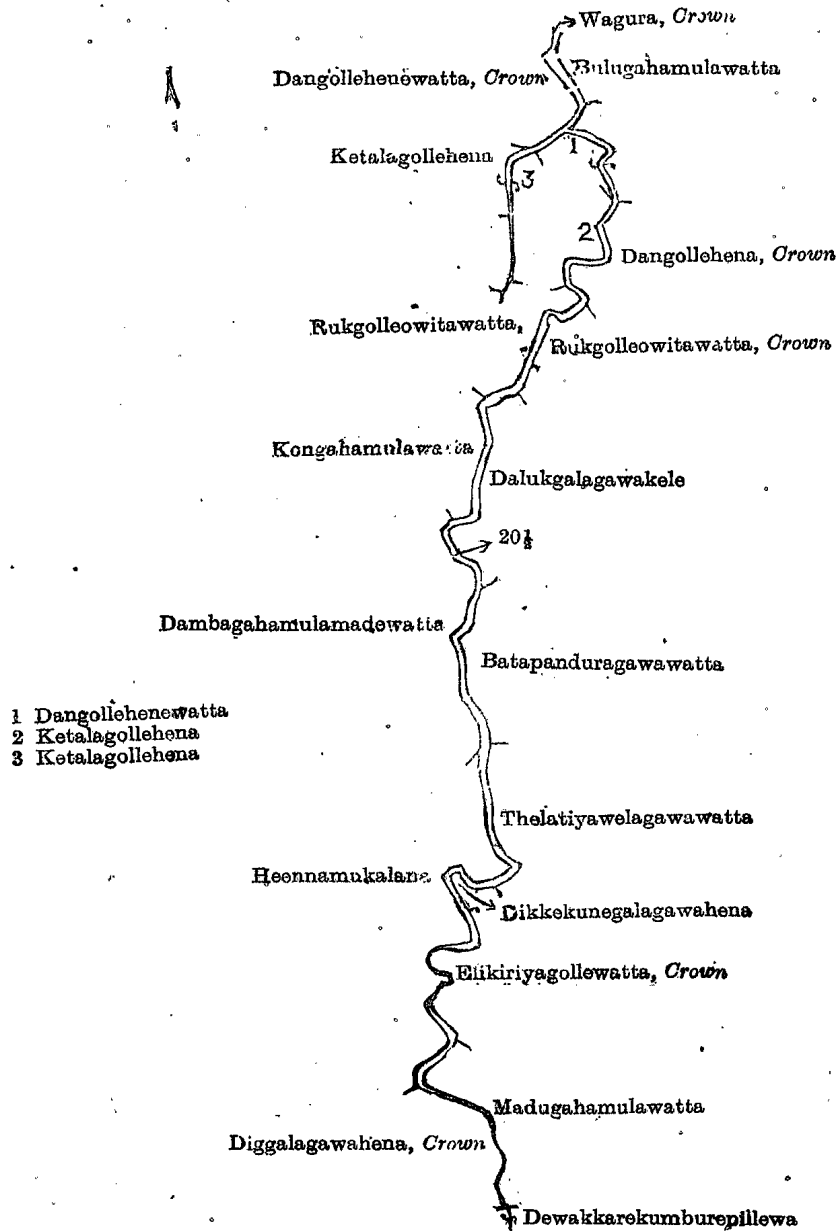 Wagura, Crown
Bulugahamulawatta
Dangollehenewatta, Crown
Ketalagollehena
1
3
2
Dangollehena, Crown
Rukgolleowitawatta,
Rukgolleowitawatta, Crown
Kongahamulawatta
Dalukgalagawakele
20½
Dambagahamulamadewatta
Batapanduragawawatta
1 Dangollehenewatta
2 Ketalagollehena
3 Ketalagollehena
Thelatiyawelagawawatta
Heennamukalana
Dikkekunegalagawahena
Elikiriyagollewatta, Crown
Madugahamulawatta
Diggalagawahena, Crown
Dewakkarekumburepillewa